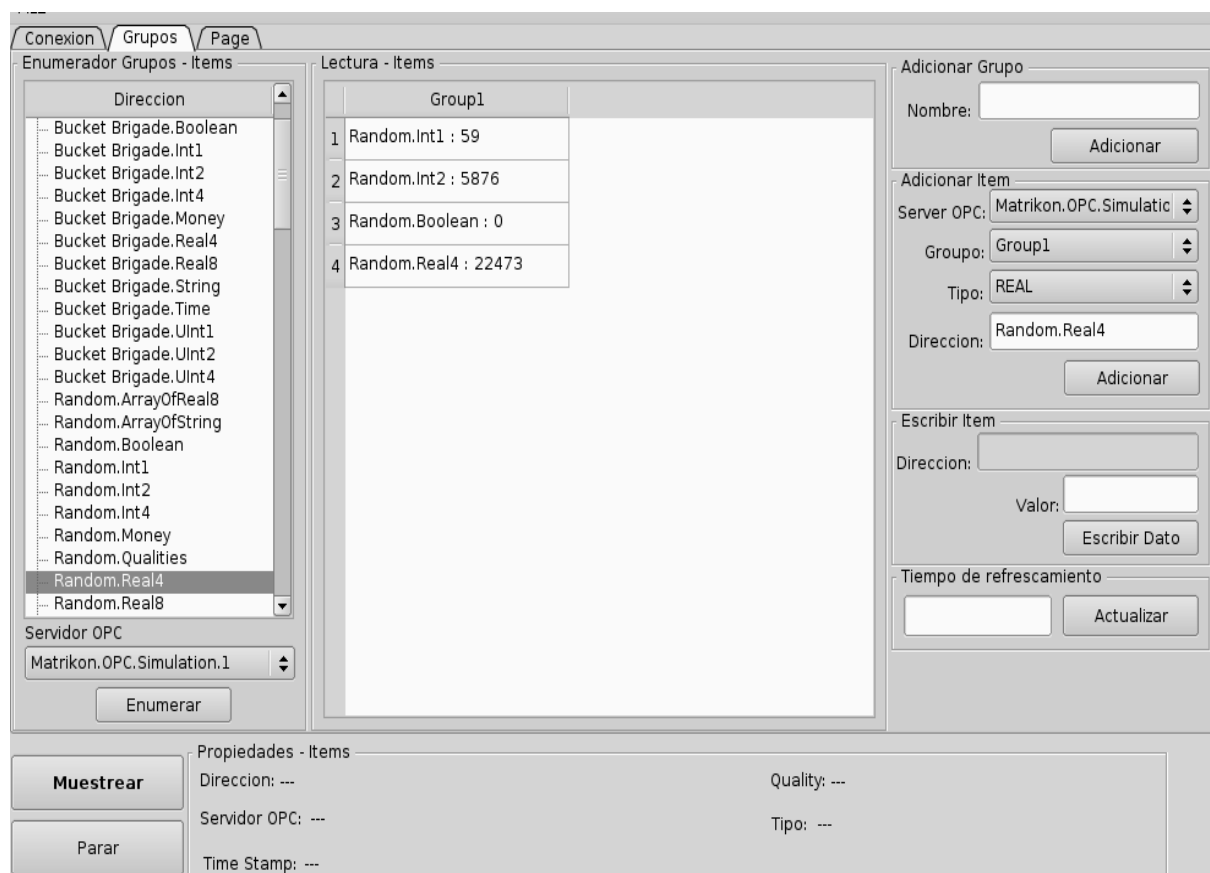 Conexion
Grupos
Page
Enumerador Grupos - Items
Direccion
Bucket Brigade.Boolean
Bucket Brigade.Int1
Bucket Brigade.Int2
Bucket Brigade.Int4
Bucket Brigade.Money
Bucket Brigade.Real4
Bucket Brigade.Real8
Bucket Brigade.String
Bucket Brigade.Time
Bucket Brigade.UInt1
Bucket Brigade.UInt2
Bucket Brigade.UInt4
Random.ArrayOfReal8
Random.ArrayOfString
Random.Boolean
Random.Int1
Random.Int2
Random.Int4
Random.Money
Random.Qualities
Random.Real4
Random.Real8
Servidor OPC
Matrikon.OPC.Simulation.1
Enumerar
Lectura - Items
Group1
1 Random.Int1 : 59
2 Random.Int2 : 5876
3 Random.Boolean : 0
4 Random.Real4 : 22473
Adicionar Grupo
Nombre:
Adicionar
Adicionar Item
Server OPC: Matrikon.OPC.Simulatic
Groupo: Group1
Tipo: REAL
Direccion: Random.Real4
Adicionar
Escribir Item
Direccion:
Valor:
Escribir Dato
Tiempo de refrescamiento
Actualizar
Muestrear
Parar
Propiedades - Items
Direccion: ---
Quality: ---
Servidor OPC: ---
Tipo: ---
Time Stamp: ---